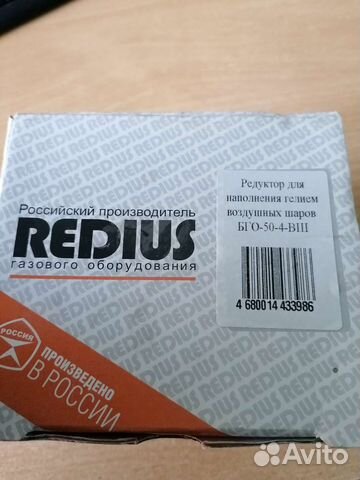 Российский производитель
REDIUS
газового оборудования
Редуктор для
наполнения гелием
воздушных шаров
БГО-50-4-ВШ
4 680014 433986
РОССИЯ
ПРОИЗВЕДЕНО
В РОССИИ
Avito